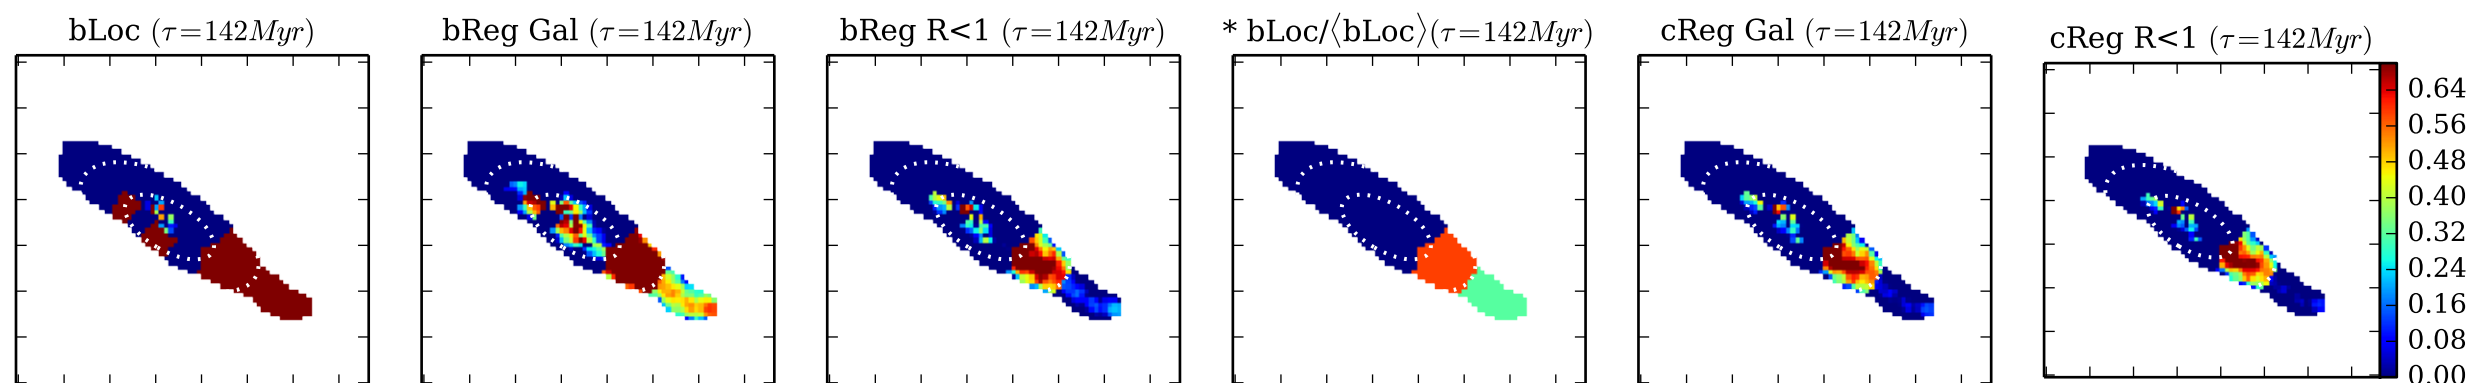 bLoc (τ=142Myr)
bReg Gal (τ=142Myr)
bReg R<1 (τ=142Myr)
* bLoc/⟨bLoc⟩(τ=142Myr)
cReg Gal (τ=142Myr)
cReg R<1 (τ=142Myr)
0.64
0.56
0.48
0.40
0.32
0.24
0.16
0.08
0.00